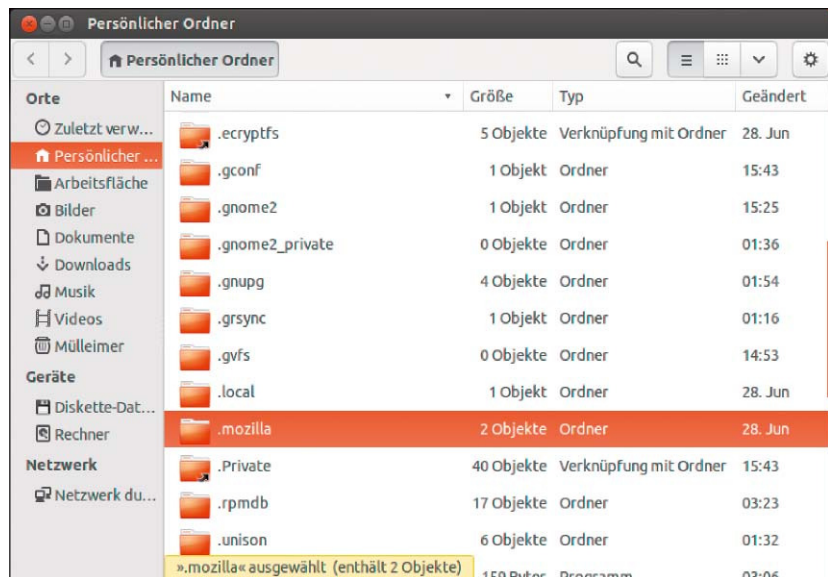 Persönlicher Ordner
Persönlicher Ordner
Orte
Zuletzt verw...
Persönlicher ...
Arbeitsfläche
Bilder
Dokumente
Downloads
Musik
Videos
Mülleimer
Geräte
Diskette-Dat...
Rechner
Netzwerk
Netzwerk du...
Name Größe Typ Geändert
.ecryptfs 5 Objekte Verknüpfung mit Ordner 28. Jun
.gconf 1 Objekt Ordner 15:43
.gnome2 1 Objekt Ordner 15:25
.gnome2_private 0 Objekte Ordner 01:36
.gnupg 4 Objekte Ordner 01:54
.grsync 1 Objekt Ordner 01:16
.gvfs 0 Objekte Ordner 14:53
.local 1 Objekt Ordner 28. Jun
.mozilla 2 Objekte Ordner 28. Jun
.Private 40 Objekte Verknüpfung mit Ordner 15:43
.rpmdb 17 Objekte Ordner 03:23
.unison 6 Objekte Ordner 01:32
».mozilla« ausgewählt (enthält 2 Objekte)
159 Bytes Programm 03:06